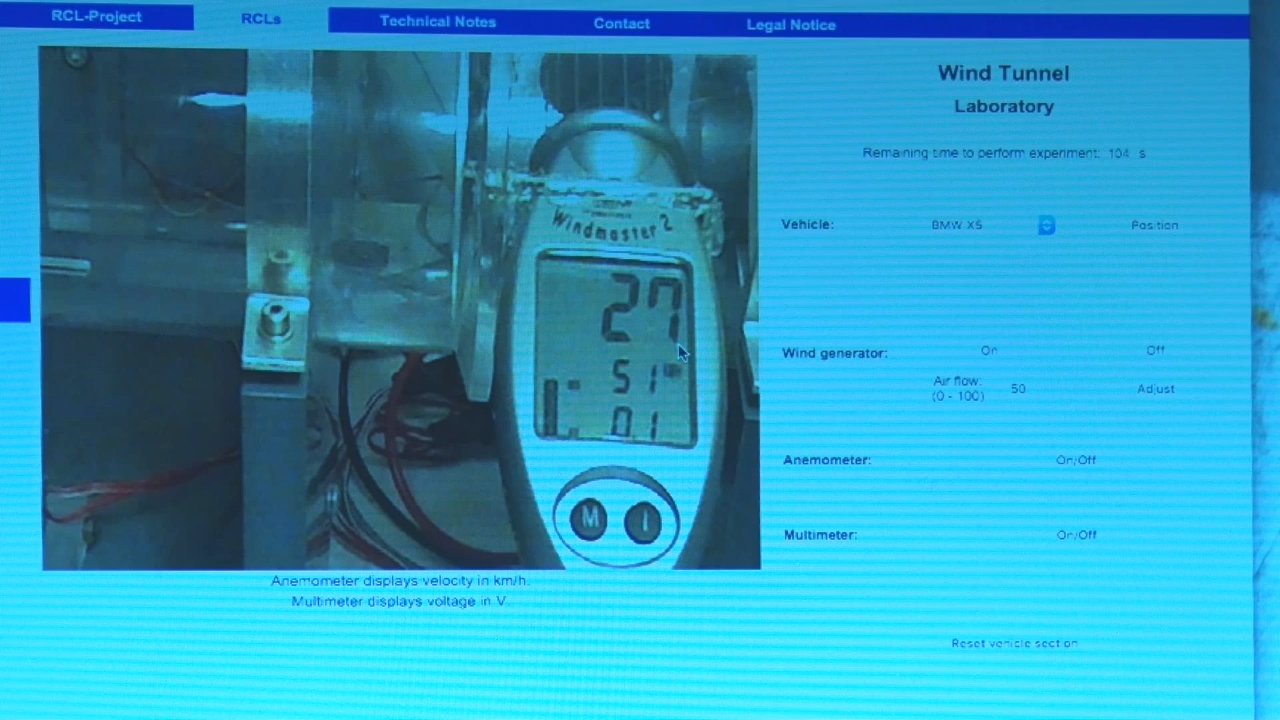 RCL-Project RCLs Technical Notes Contact Legal Notice
Wind Tunnel
Laboratory
Remaining time to perform experiment: 104 s
Vehicle: BMW X5 Position
Windmaster 2
27
51
0.1
M I
Wind generator: On Off
Air flow:
(0 - 100) 50 Adjust
Anemometer: On/Off
Multimeter: On/Off
Anemometer displays velocity in km/h.
Multimeter displays voltage in V.
Reset vehicle section